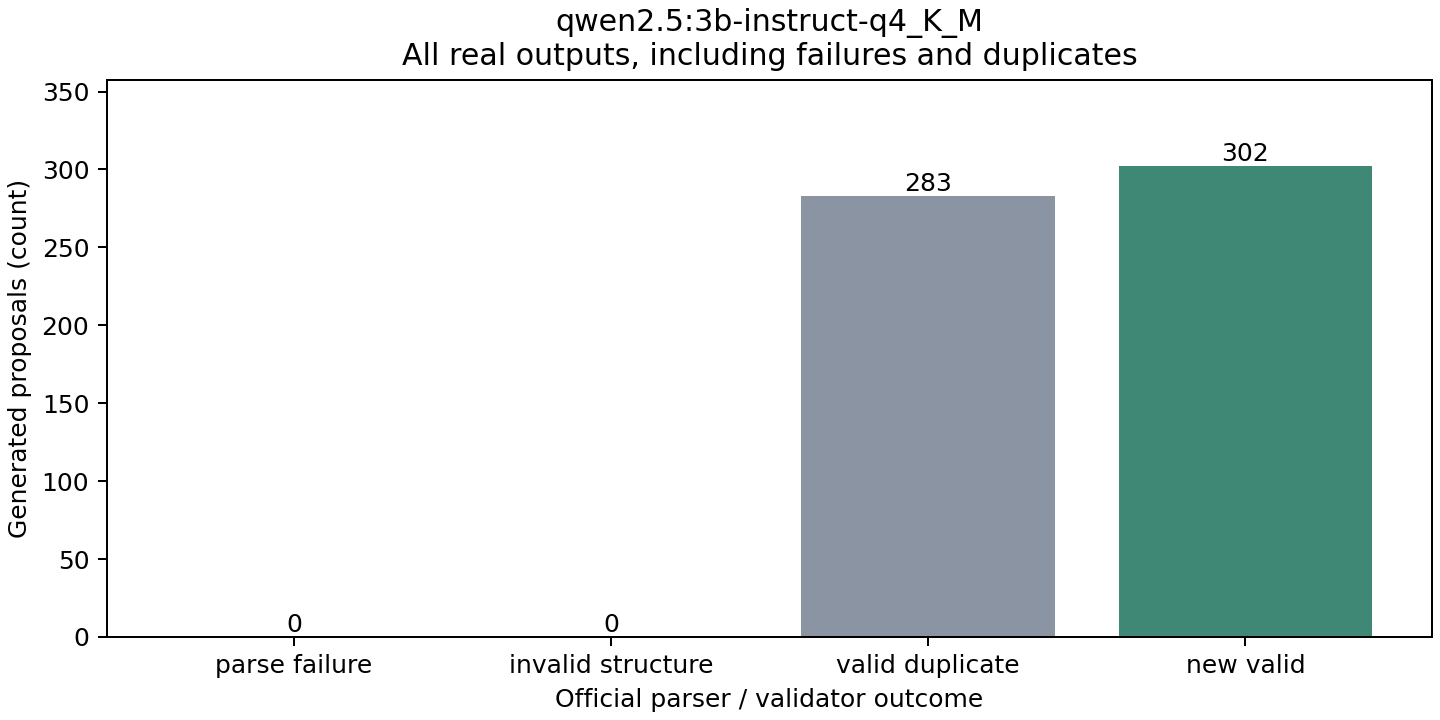 qwen2.5:3b-instruct-q4_K_M
All real outputs, including failures and duplicates
Generated proposals (count)
350
300
250
200
150
100
50
0
0
0
283
302
parse failure
invalid structure
valid duplicate
new valid
Official parser / validator outcome